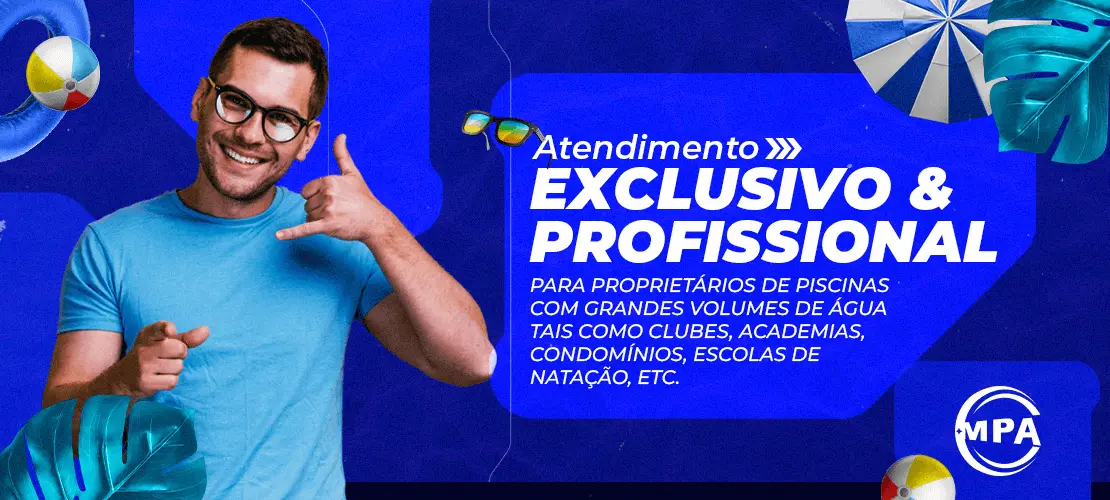 Atendimento
EXCLUSIVO &
PROFISSIONAL
PARA PROPRIETÁRIOS DE PISCINAS
COM GRANDES VOLUMES DE ÁGUA
TAIS COMO CLUBES, ACADEMIAS,
CONDOMÍNIOS, ESCOLAS DE
NATAÇÃO, ETC.
MPA